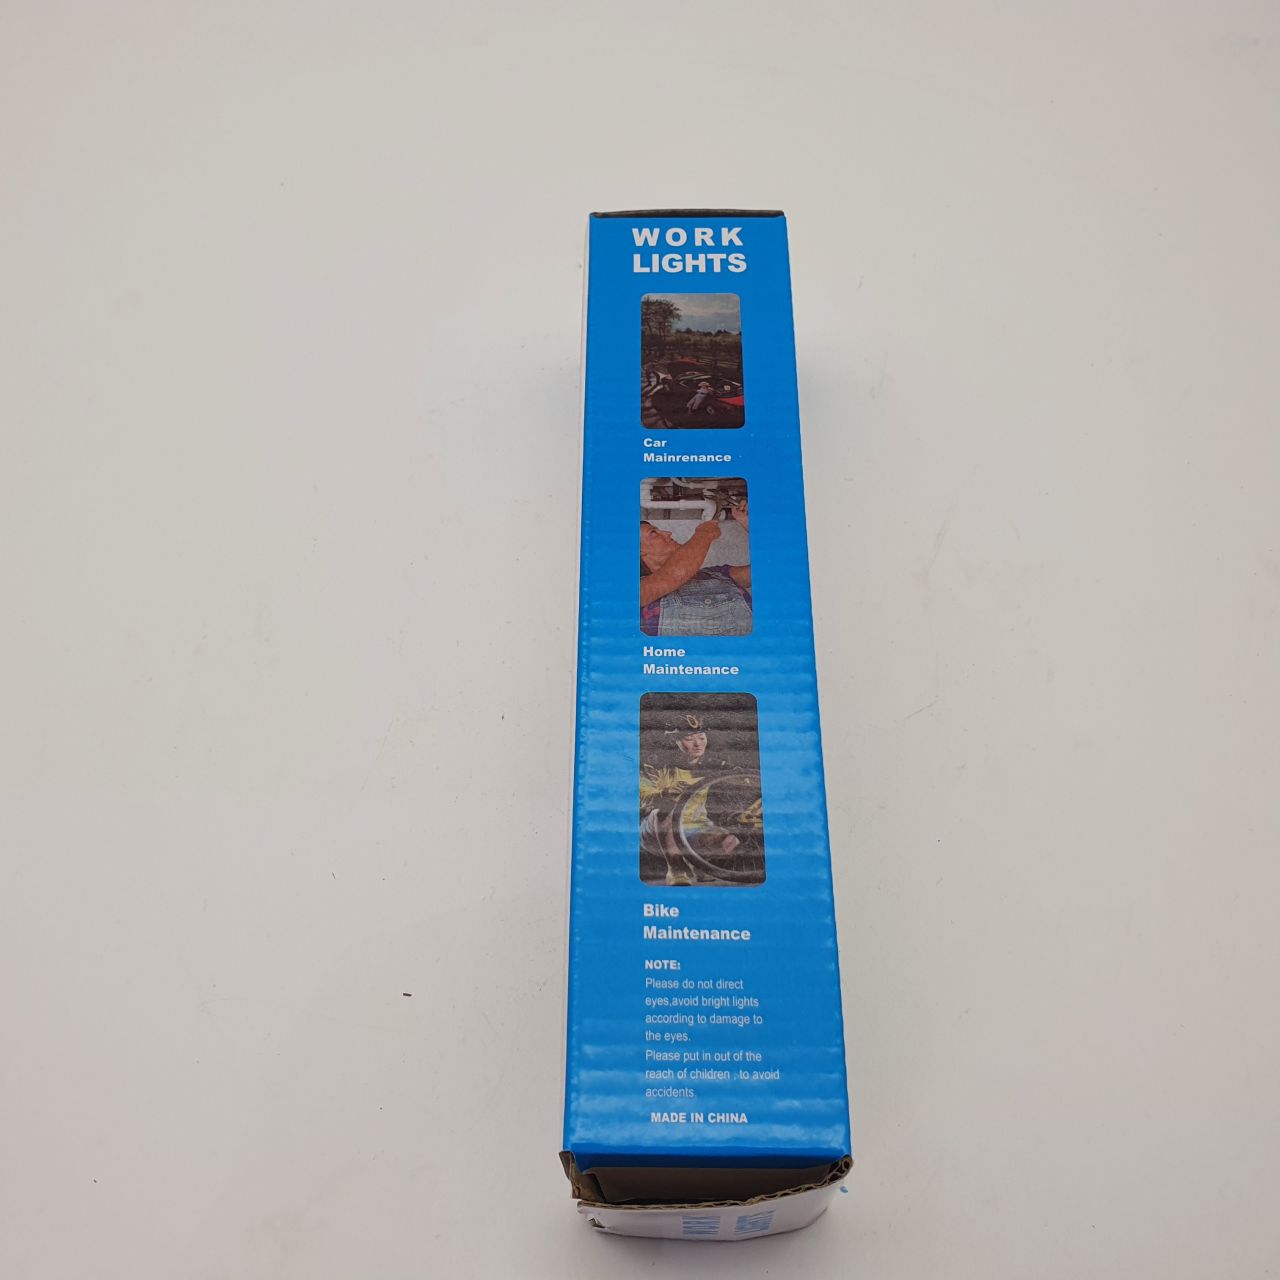 WORK
LIGHTS
Car
Mainrenance
Home
Maintenance
Bike
Maintenance
NOTE:
Please do not direct
eyes,avoid bright lights
according to damage to
the eyes.
Please put in out of the
reach of children , to avoid
accidents.
MADE IN CHINA
WORK
LIGHTS